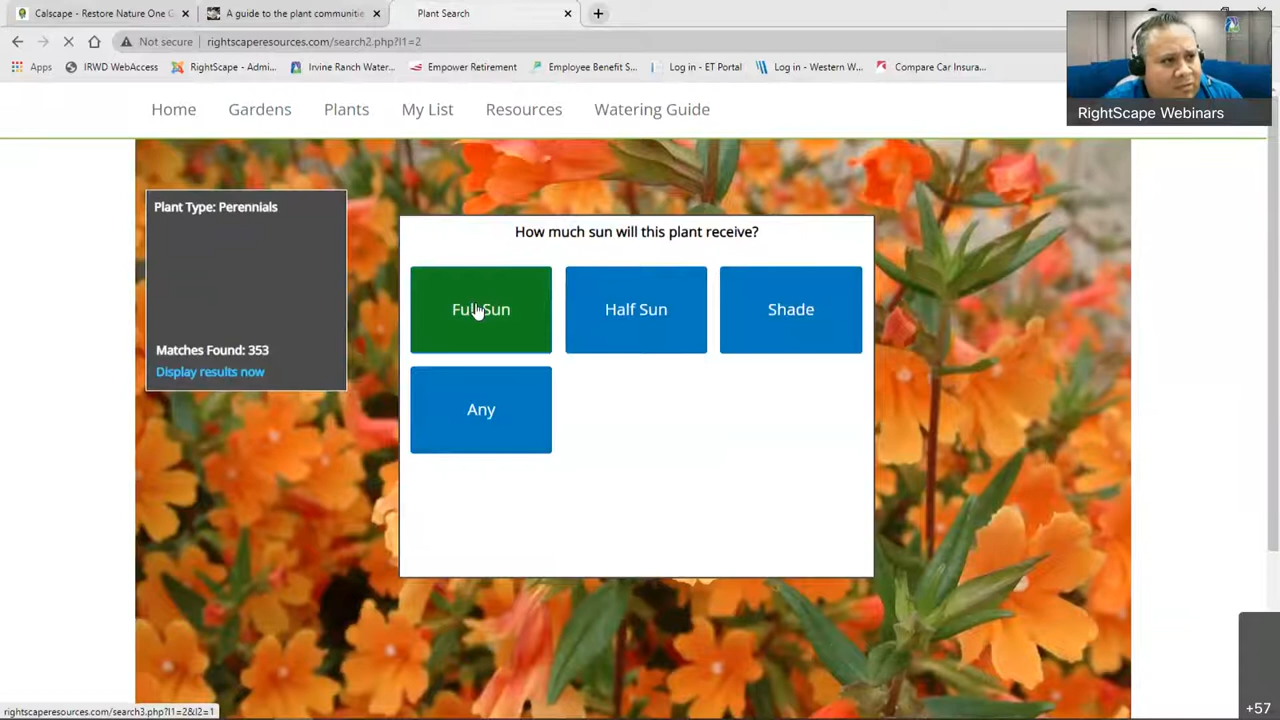 Calscape - Restore Nature One G
A guide to the plant communitie
Plant Search
Not secure
rightscaperesources.com/search2.php?l1=2
Apps
IRWD WebAccess
RightScape - Admi...
Irvine Ranch Water...
Empower Retirement
Employee Benefit S...
Log in - ET Portal
Log in - Western W...
Compare Car Insura...
RightScape Webinars
Home
Gardens
Plants
My List
Resources
Watering Guide
Plant Type: Perennials
Matches Found: 353
Display results now
How much sun will this plant receive?
Full Sun
Half Sun
Shade
Any
rightscaperesources.com/search3.php?l1=2&l2=1
+57